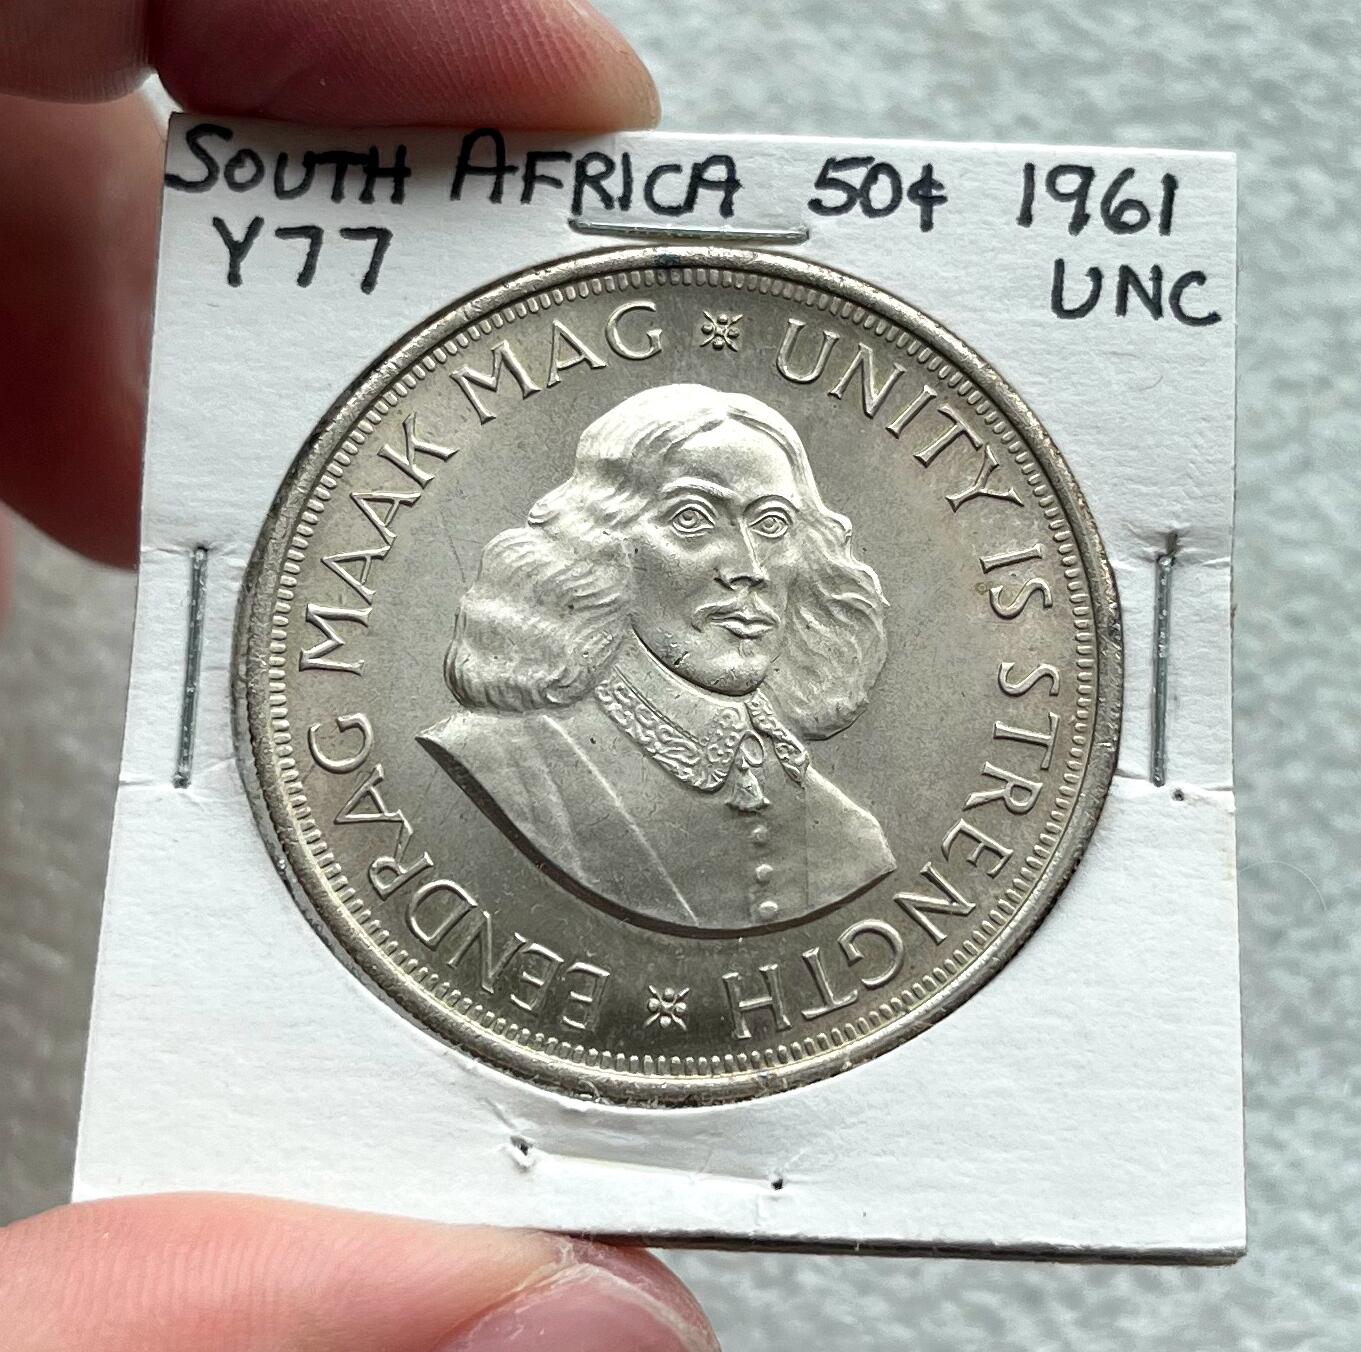 SOUTH AFRICA 50¢ 1961
Y77 UNC
EENDRAG MAAK MAG
UNITY IS STRENGTH